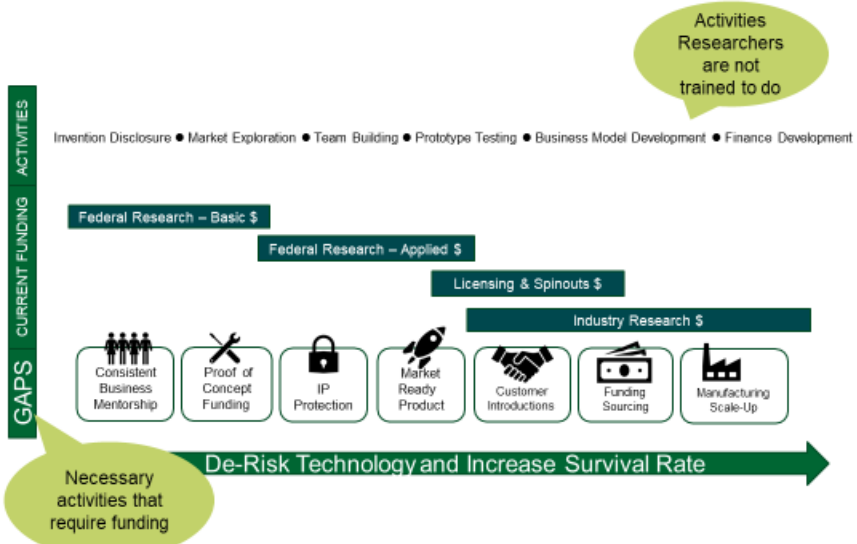 Activities
Researchers
are not
trained to do
ACTIVITIES
Invention Disclosure ● Market Exploration ● Team Building ● Prototype Testing ● Business Model Development ● Finance Development
CURRENT FUNDING
Federal Research – Basic $
Federal Research – Applied $
Licensing & Spinouts $
Industry Research $
GAPS
Consistent
Business
Mentorship
Proof of
Concept
Funding
IP
Protection
Market
Ready
Product
Customer
Introductions
Funding
Sourcing
Manufacturing
Scale-Up
De-Risk Technology and Increase Survival Rate
Necessary
activities that
require funding